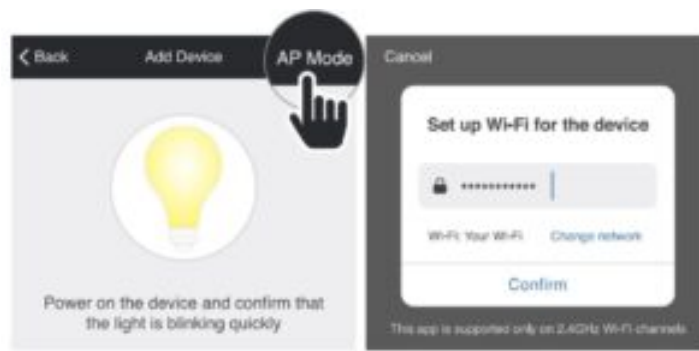 Back
Add Device
AP Mode
Power on the device and confirm that
the light is blinking quickly
Cancel
Set up Wi-Fi for the device
•••••••••••
Wi-Fi: Your Wi-Fi
Change network
Confirm
This app is supported only on 2.4GHz Wi-Fi channels